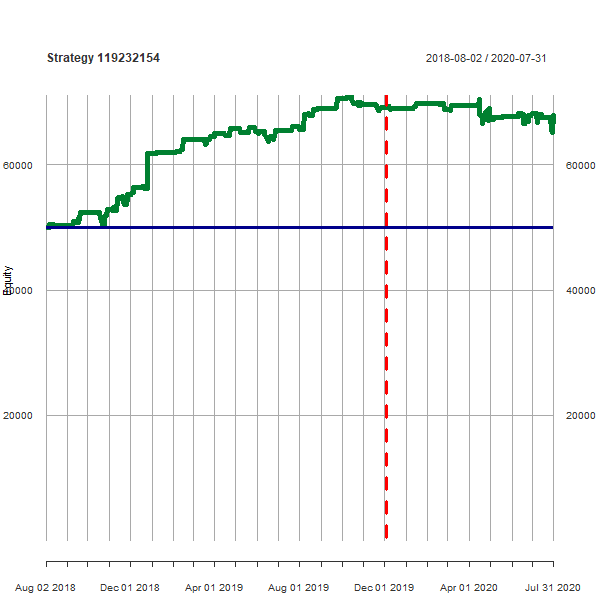 Strategy 119232154
2018-08-02 / 2020-07-31
60000
60000
Equity
40000
40000
20000
20000
Aug 02 2018
Dec 01 2018
Apr 01 2019
Aug 01 2019
Dec 01 2019
Apr 01 2020
Jul 31 2020